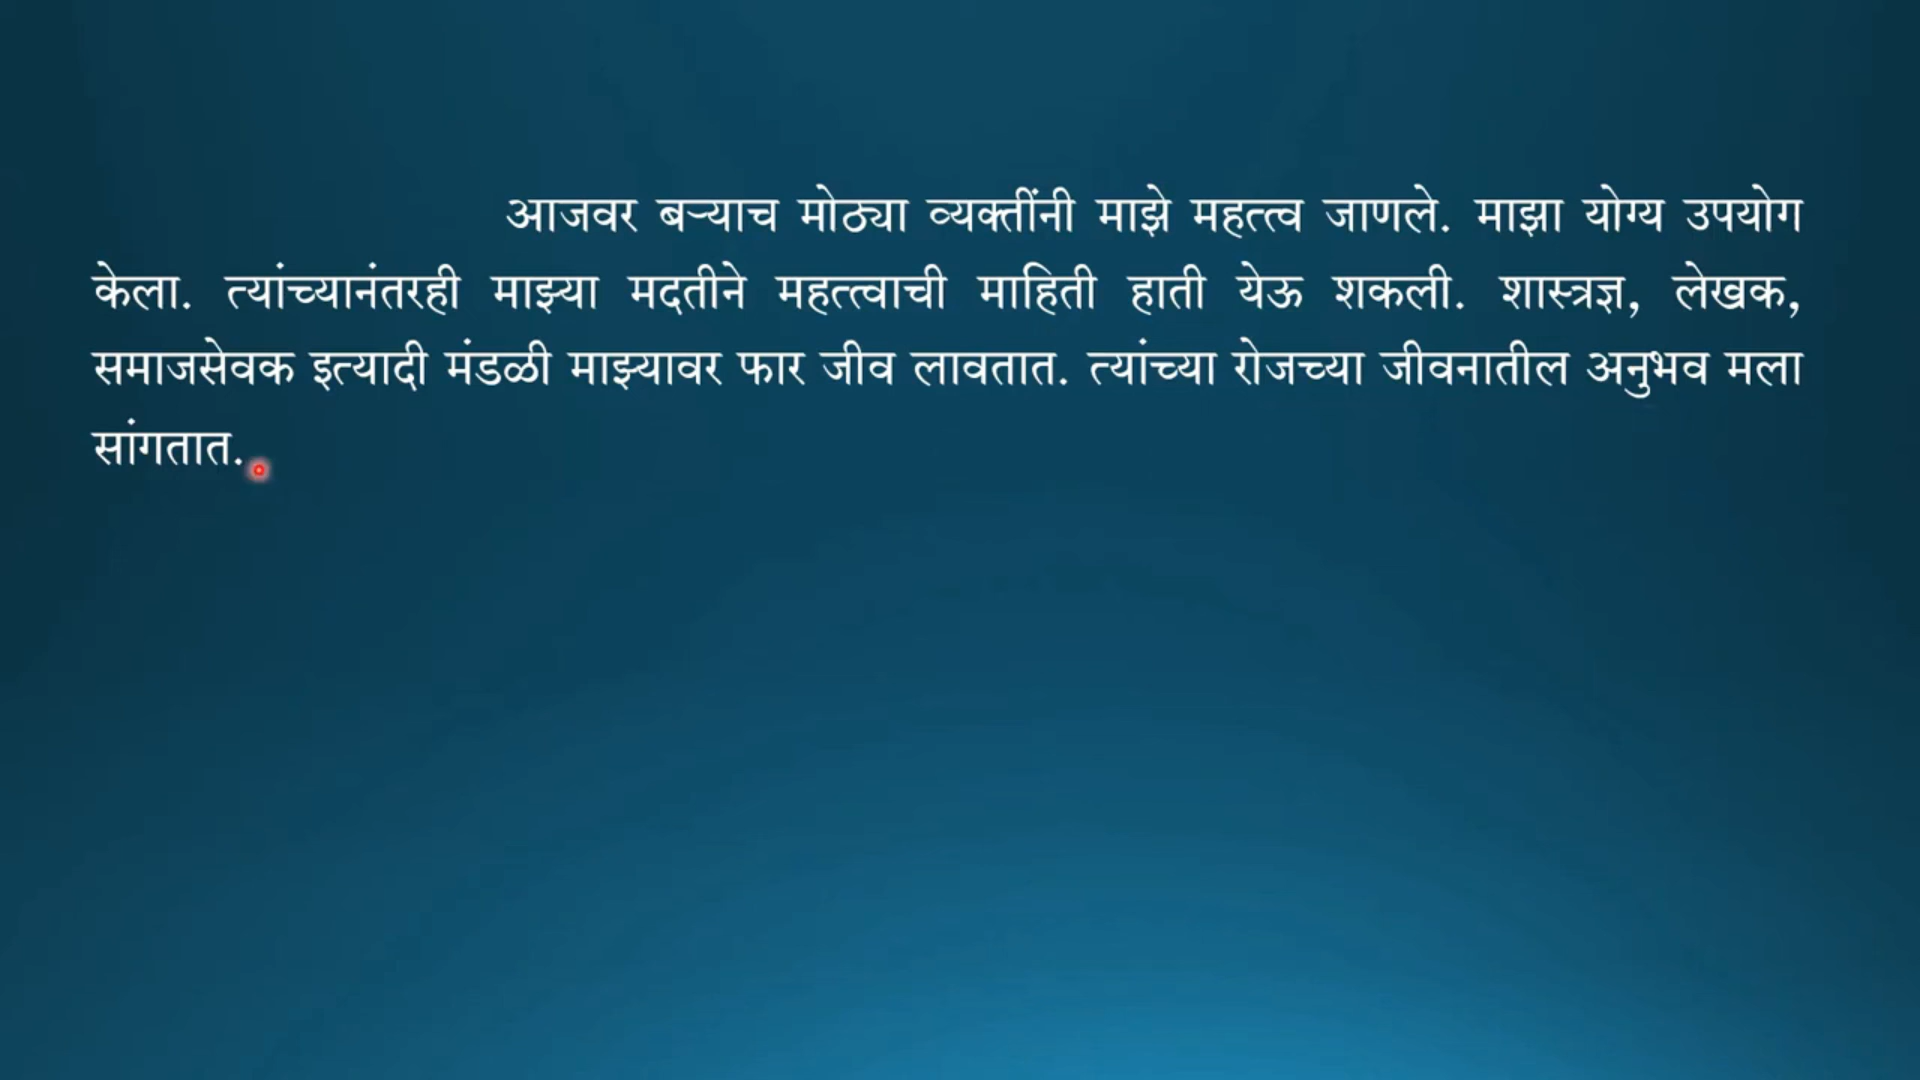 आजवर बऱ्याच मोठ्या व्यक्तींनी माझे महत्त्व जाणले. माझा योग्य उपयोग
केला. त्यांच्यानंतरही माझ्या मदतीने महत्त्वाची माहिती हाती येऊ शकली. शास्त्रज्ञ, लेखक,
समाजसेवक इत्यादी मंडळी माझ्यावर फार जीव लावतात. त्यांच्या रोजच्या जीवनातील अनुभव मला
सांगतात.